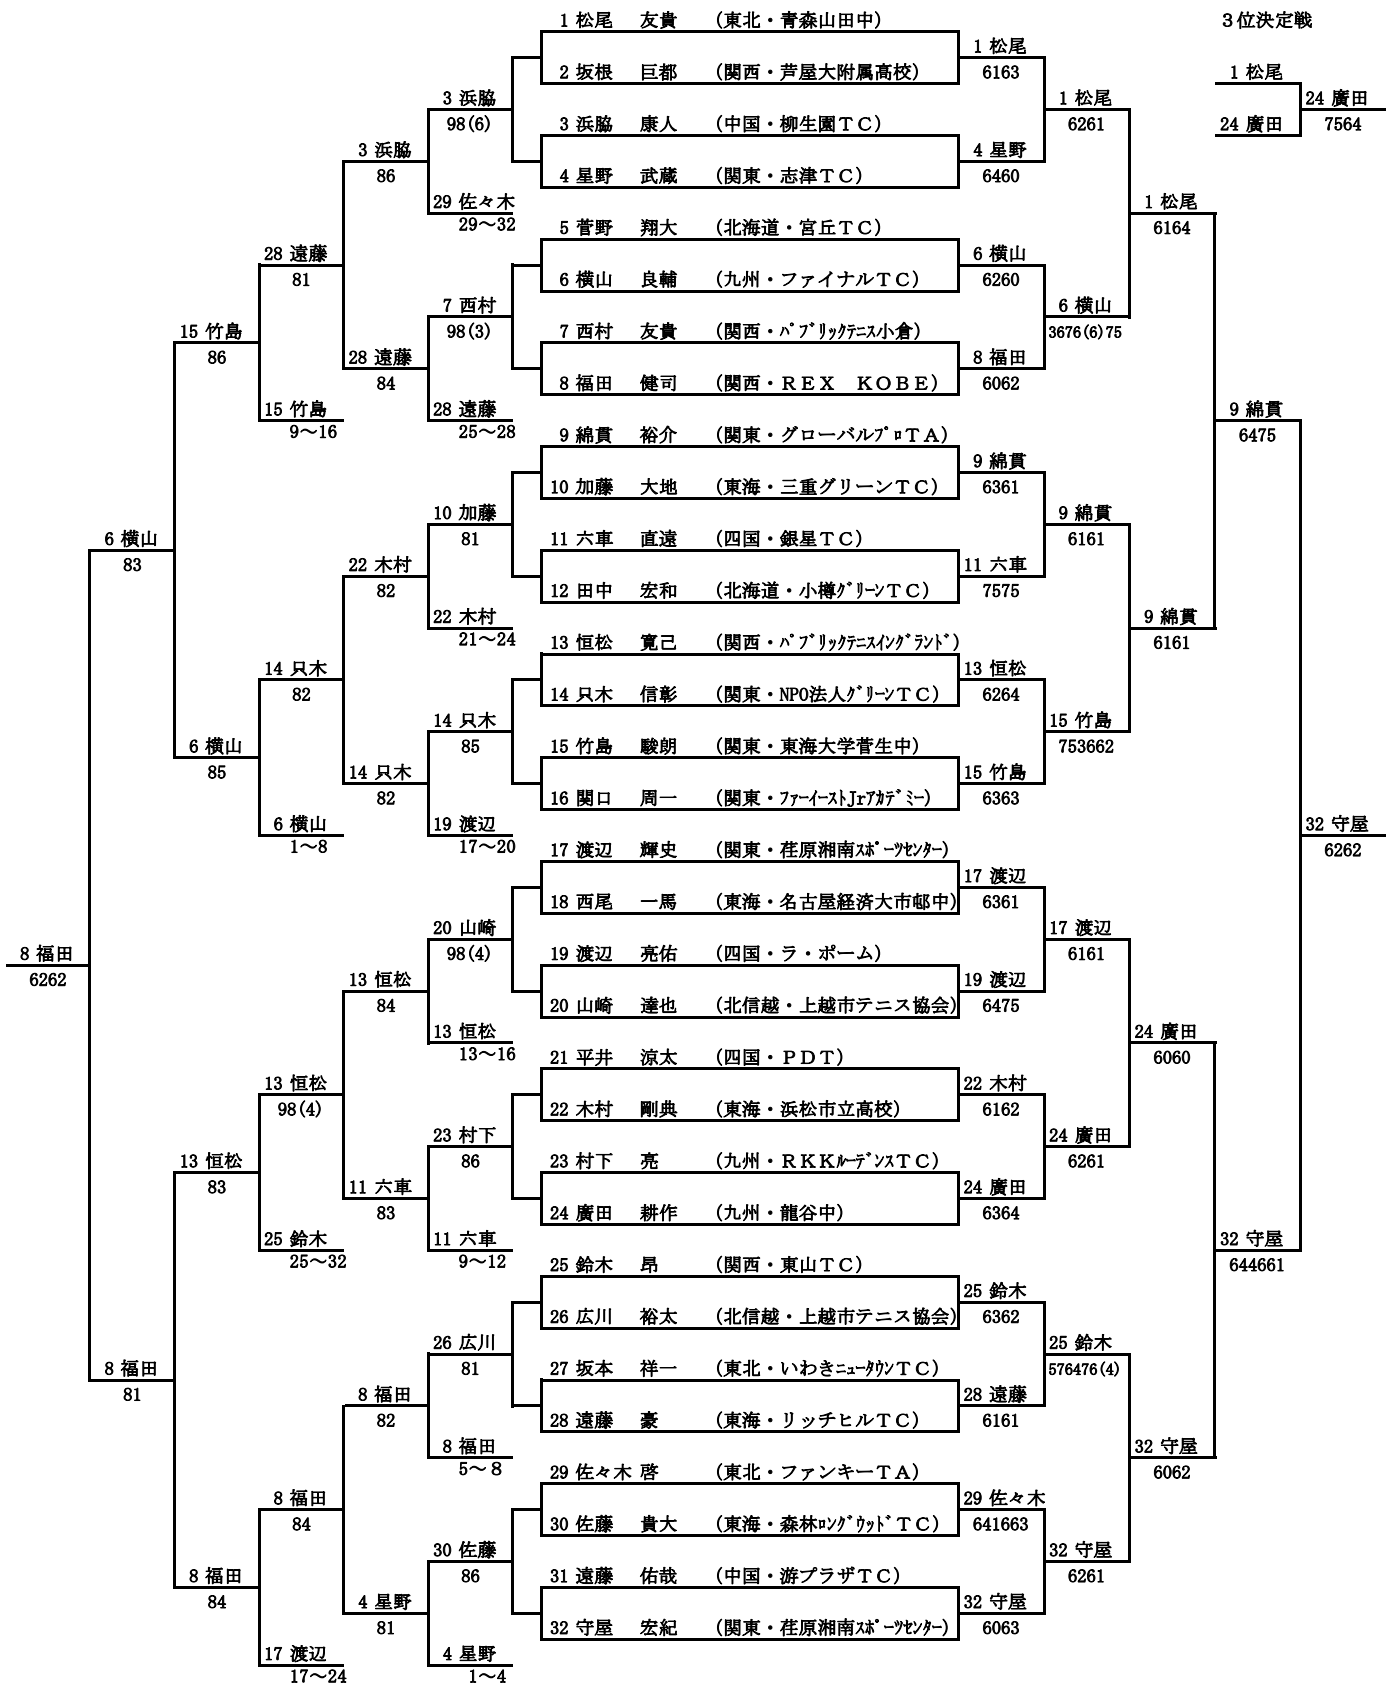 1 松尾 友貴 (東北・青森山田中)
３位決定戦
1 松尾
6163
2 坂根 巨都 (関西・芦屋大附属高校)
1 松尾
3 浜脇
98(6)
1 松尾
6261
24 廣田
7564
3 浜脇 康人 (中国・柳生園ＴＣ)
24 廣田
3 浜脇
86
4 星野
6460
4 星野 武蔵 (関東・志津ＴＣ)
29 佐々木
29～32
1 松尾
6164
5 菅野 翔大 (北海道・宮丘ＴＣ)
28 遠藤
81
6 横山
6260
6 横山 良輔 (九州・ファイナルＴＣ)
7 西村
98(3)
6 横山
3676(6)75
15 竹島
86
7 西村 友貴 (関西・ﾊﾟﾌﾞﾘｯｸﾃﾆｽ小倉)
28 遠藤
84
8 福田
6062
8 福田 健司 (関西・ＲＥＸ ＫＯＢＥ)
15 竹島
9～16
28 遠藤
25～28
9 綿貫
6475
9 綿貫 裕介 (関東・グローバルﾌﾟﾛＴＡ)
9 綿貫
6361
10 加藤 大地 (東海・三重グリーンＴＣ)
10 加藤
81
9 綿貫
6161
6 横山
83
11 六車 直遠 (四国・銀星ＴＣ)
22 木村
82
11 六車
7575
12 田中 宏和 (北海道・小樽ｸﾞﾘｰﾝＴＣ)
22 木村
21～24
9 綿貫
6161
13 恒松 寛己 (関西・ﾊﾟﾌﾞﾘｯｸﾃﾆｽｲﾝｸﾞﾗﾝﾄﾞ)
14 只木
82
13 恒松
6264
14 只木 信彰 (関東・NPO法人ｸﾞﾘｰﾝＴＣ)
14 只木
85
15 竹島
753662
6 横山
85
15 竹島 駿朗 (関東・東海大学菅生中)
14 只木
82
15 竹島
6363
16 関口 周一 (関東・ﾌｧｰｲｰｽﾄJrｱｶﾃﾞﾐｰ)
6 横山
1～8
19 渡辺
17～20
32 守屋
6262
17 渡辺 輝史 (関東・荏原湘南ｽﾎﾟｰﾂｾﾝﾀｰ)
17 渡辺
6361
18 西尾 一馬 (東海・名古屋経済大市邨中)
20 山崎
98(4)
17 渡辺
6161
8 福田
6262
19 渡辺 亮佑 (四国・ラ・ポーム)
13 恒松
84
19 渡辺
6475
20 山崎 達也 (北信越・上越市テニス協会)
13 恒松
13～16
24 廣田
6060
21 平井 涼太 (四国・ＰＤＴ)
13 恒松
98(4)
22 木村
6162
22 木村 剛典 (東海・浜松市立高校)
23 村下
86
24 廣田
6261
13 恒松
83
23 村下 亮 (九州・ＲＫＫﾙｰﾃﾞﾝｽＴＣ)
11 六車
83
24 廣田
6364
24 廣田 耕作 (九州・龍谷中)
25 鈴木
25～32
11 六車
9～12
32 守屋
644661
25 鈴木 昂 (関西・東山ＴＣ)
25 鈴木
6362
26 広川 裕太 (北信越・上越市テニス協会)
26 広川
81
25 鈴木
576476(4)
8 福田
81
27 坂本 祥一 (東北・いわきﾆｭｰﾀｳﾝＴＣ)
8 福田
82
28 遠藤
6161
28 遠藤 豪 (東海・リッチヒルＴＣ)
8 福田
5～８
32 守屋
6062
29 佐々木 啓 (東北・ファンキーＴＡ)
8 福田
84
29 佐々木
641663
30 佐藤 貴大 (東海・森林ﾛﾝｸﾞｳｯﾄﾞＴＣ)
30 佐藤
86
32 守屋
6261
8 福田
84
31 遠藤 佑哉 (中国・游プラザＴＣ)
4 星野
81
32 守屋
6063
32 守屋 宏紀 (関東・荏原湘南ｽﾎﾟｰﾂｾﾝﾀｰ)
17 渡辺
17～24
4 星野
1～4